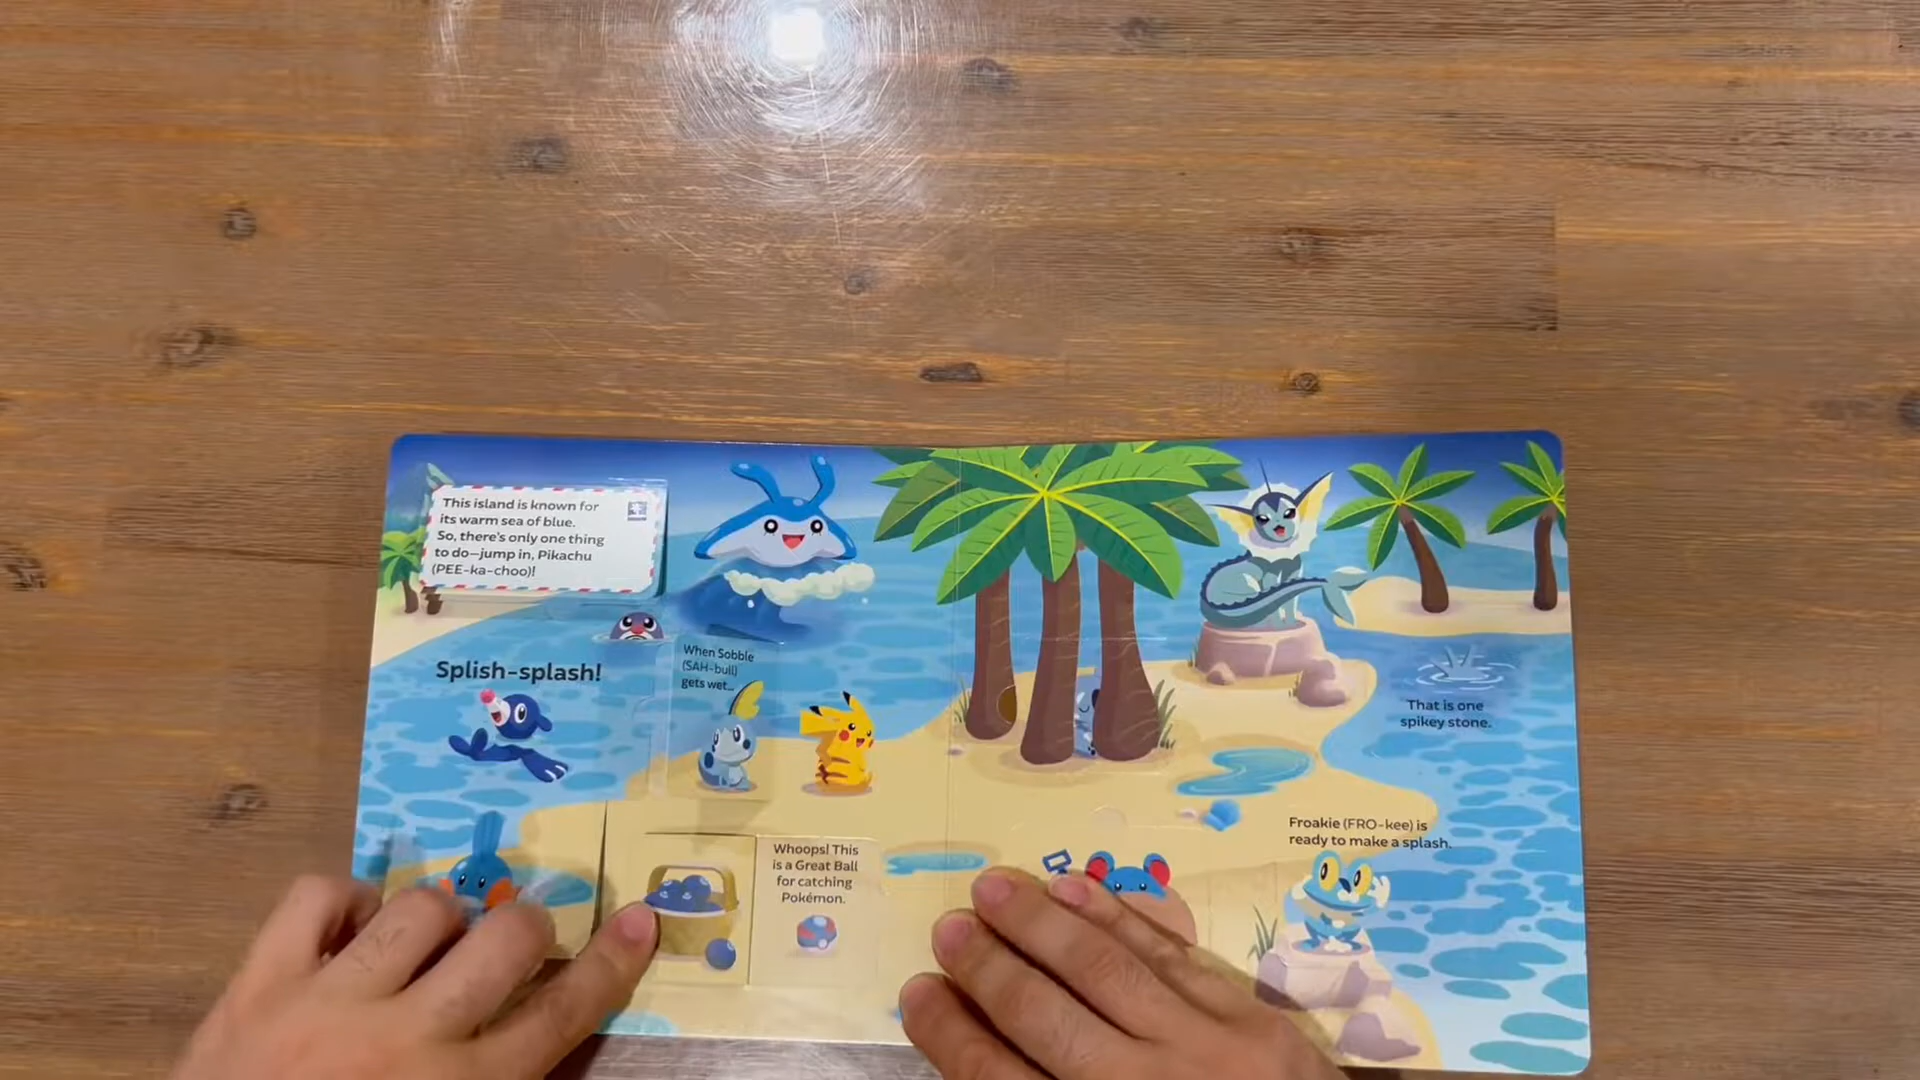 This island is known for
its warm sea of blue.
So, there's only one thing
to do—jump in, Pikachu
(PEE-ka-choo)!
Splish-splash!
When Sobble
(SAH-bull)
gets wet...
Whoops! This
is a Great Ball
for catching
Pokémon.
That is one
spikey stone.
Froakie (FRO-kee) is
ready to make a splash.